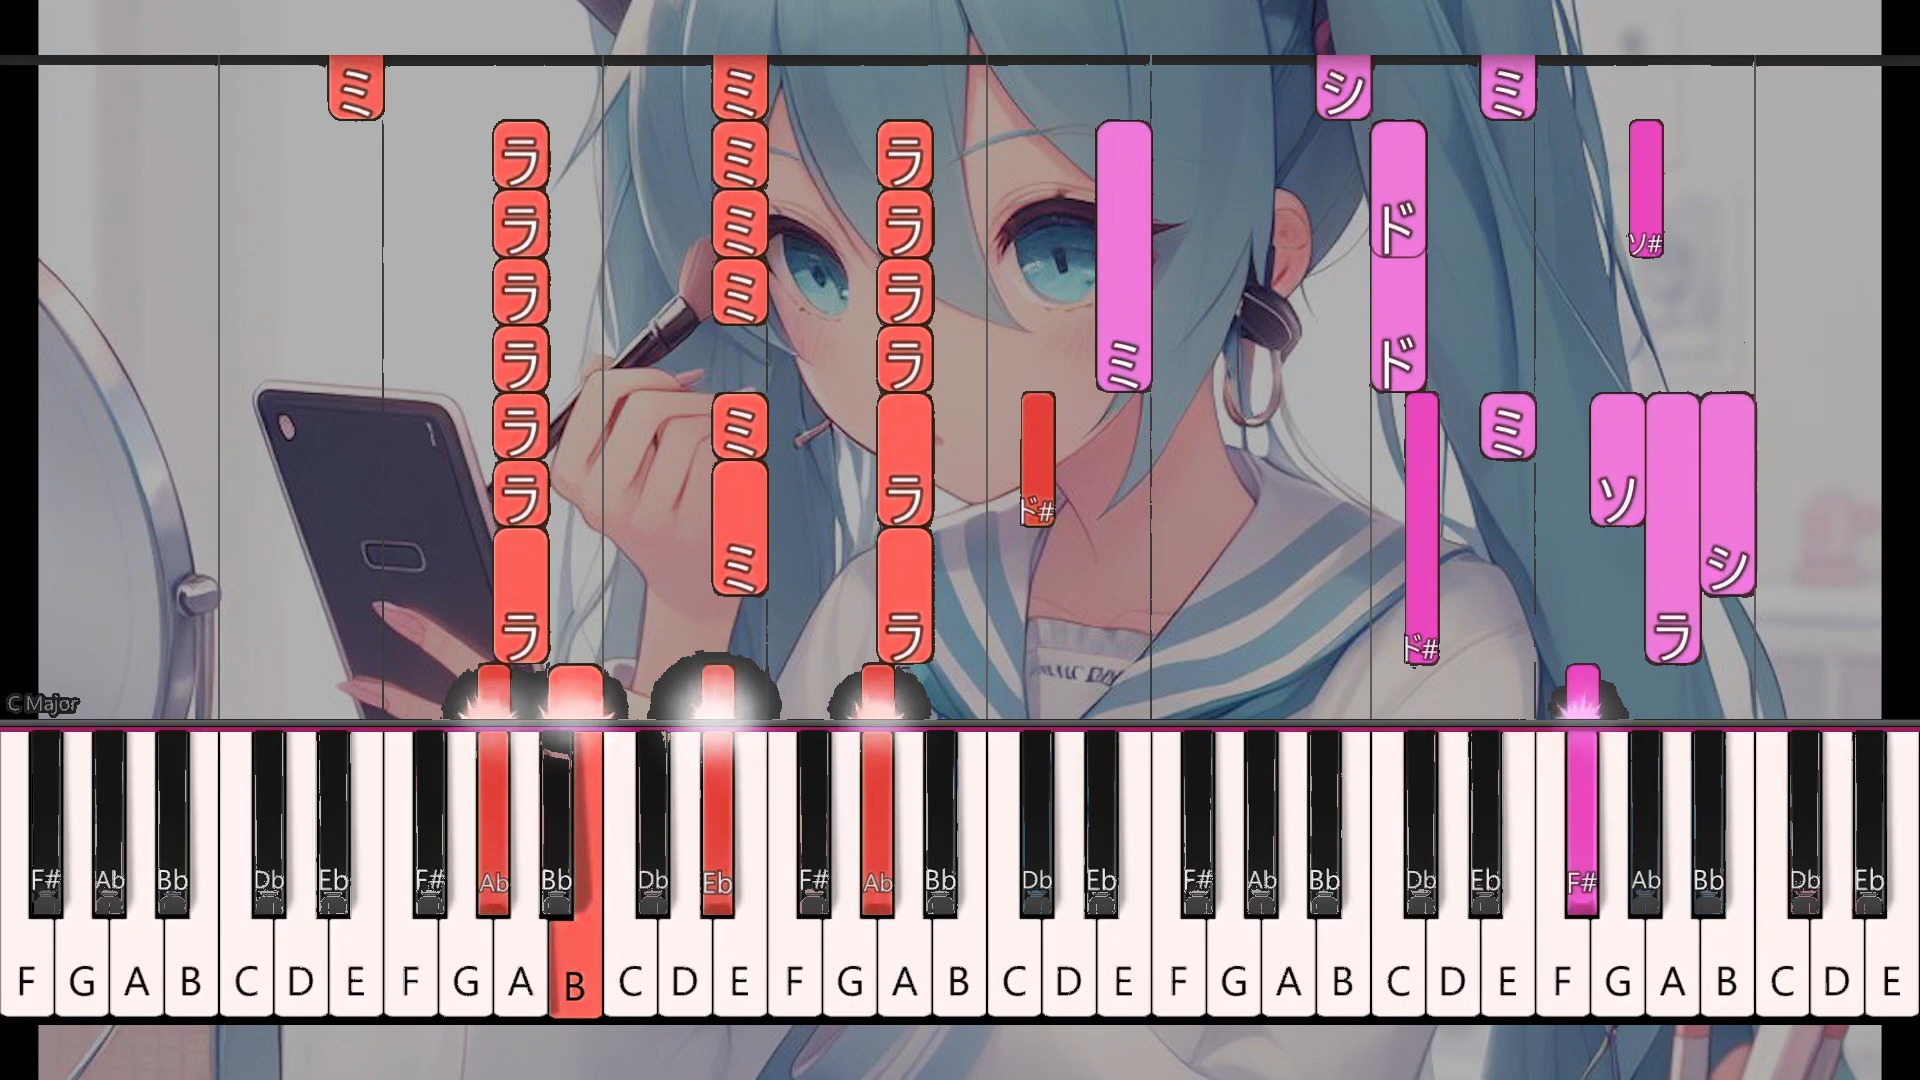 ミ ミ シ ミ
ラ ミ ラ
ラ ミ ラ ド ソ#
ラ ミ ラ
ラ ラ ミ ド
ラ ミ ミ
ラ ラ ド# ソ
ミ シ
ラ ラ ド# ラ
C Major
F# Ab Bb Db Eb F# Ab Bb Db Eb F# Ab Bb Db Eb F# Ab Bb Db Eb F# Ab Bb Db Eb
F G A B C D E F G A B C D E F G A B C D E F G A B C D E F G A B C D E